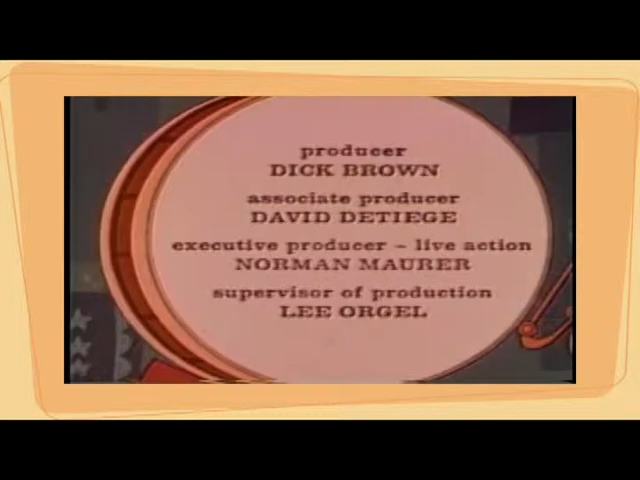 producer
DICK BROWN
associate producer
DAVID DETIEGE
executive producer – live action
NORMAN MAURER
supervisor of production
LEE ORGEL